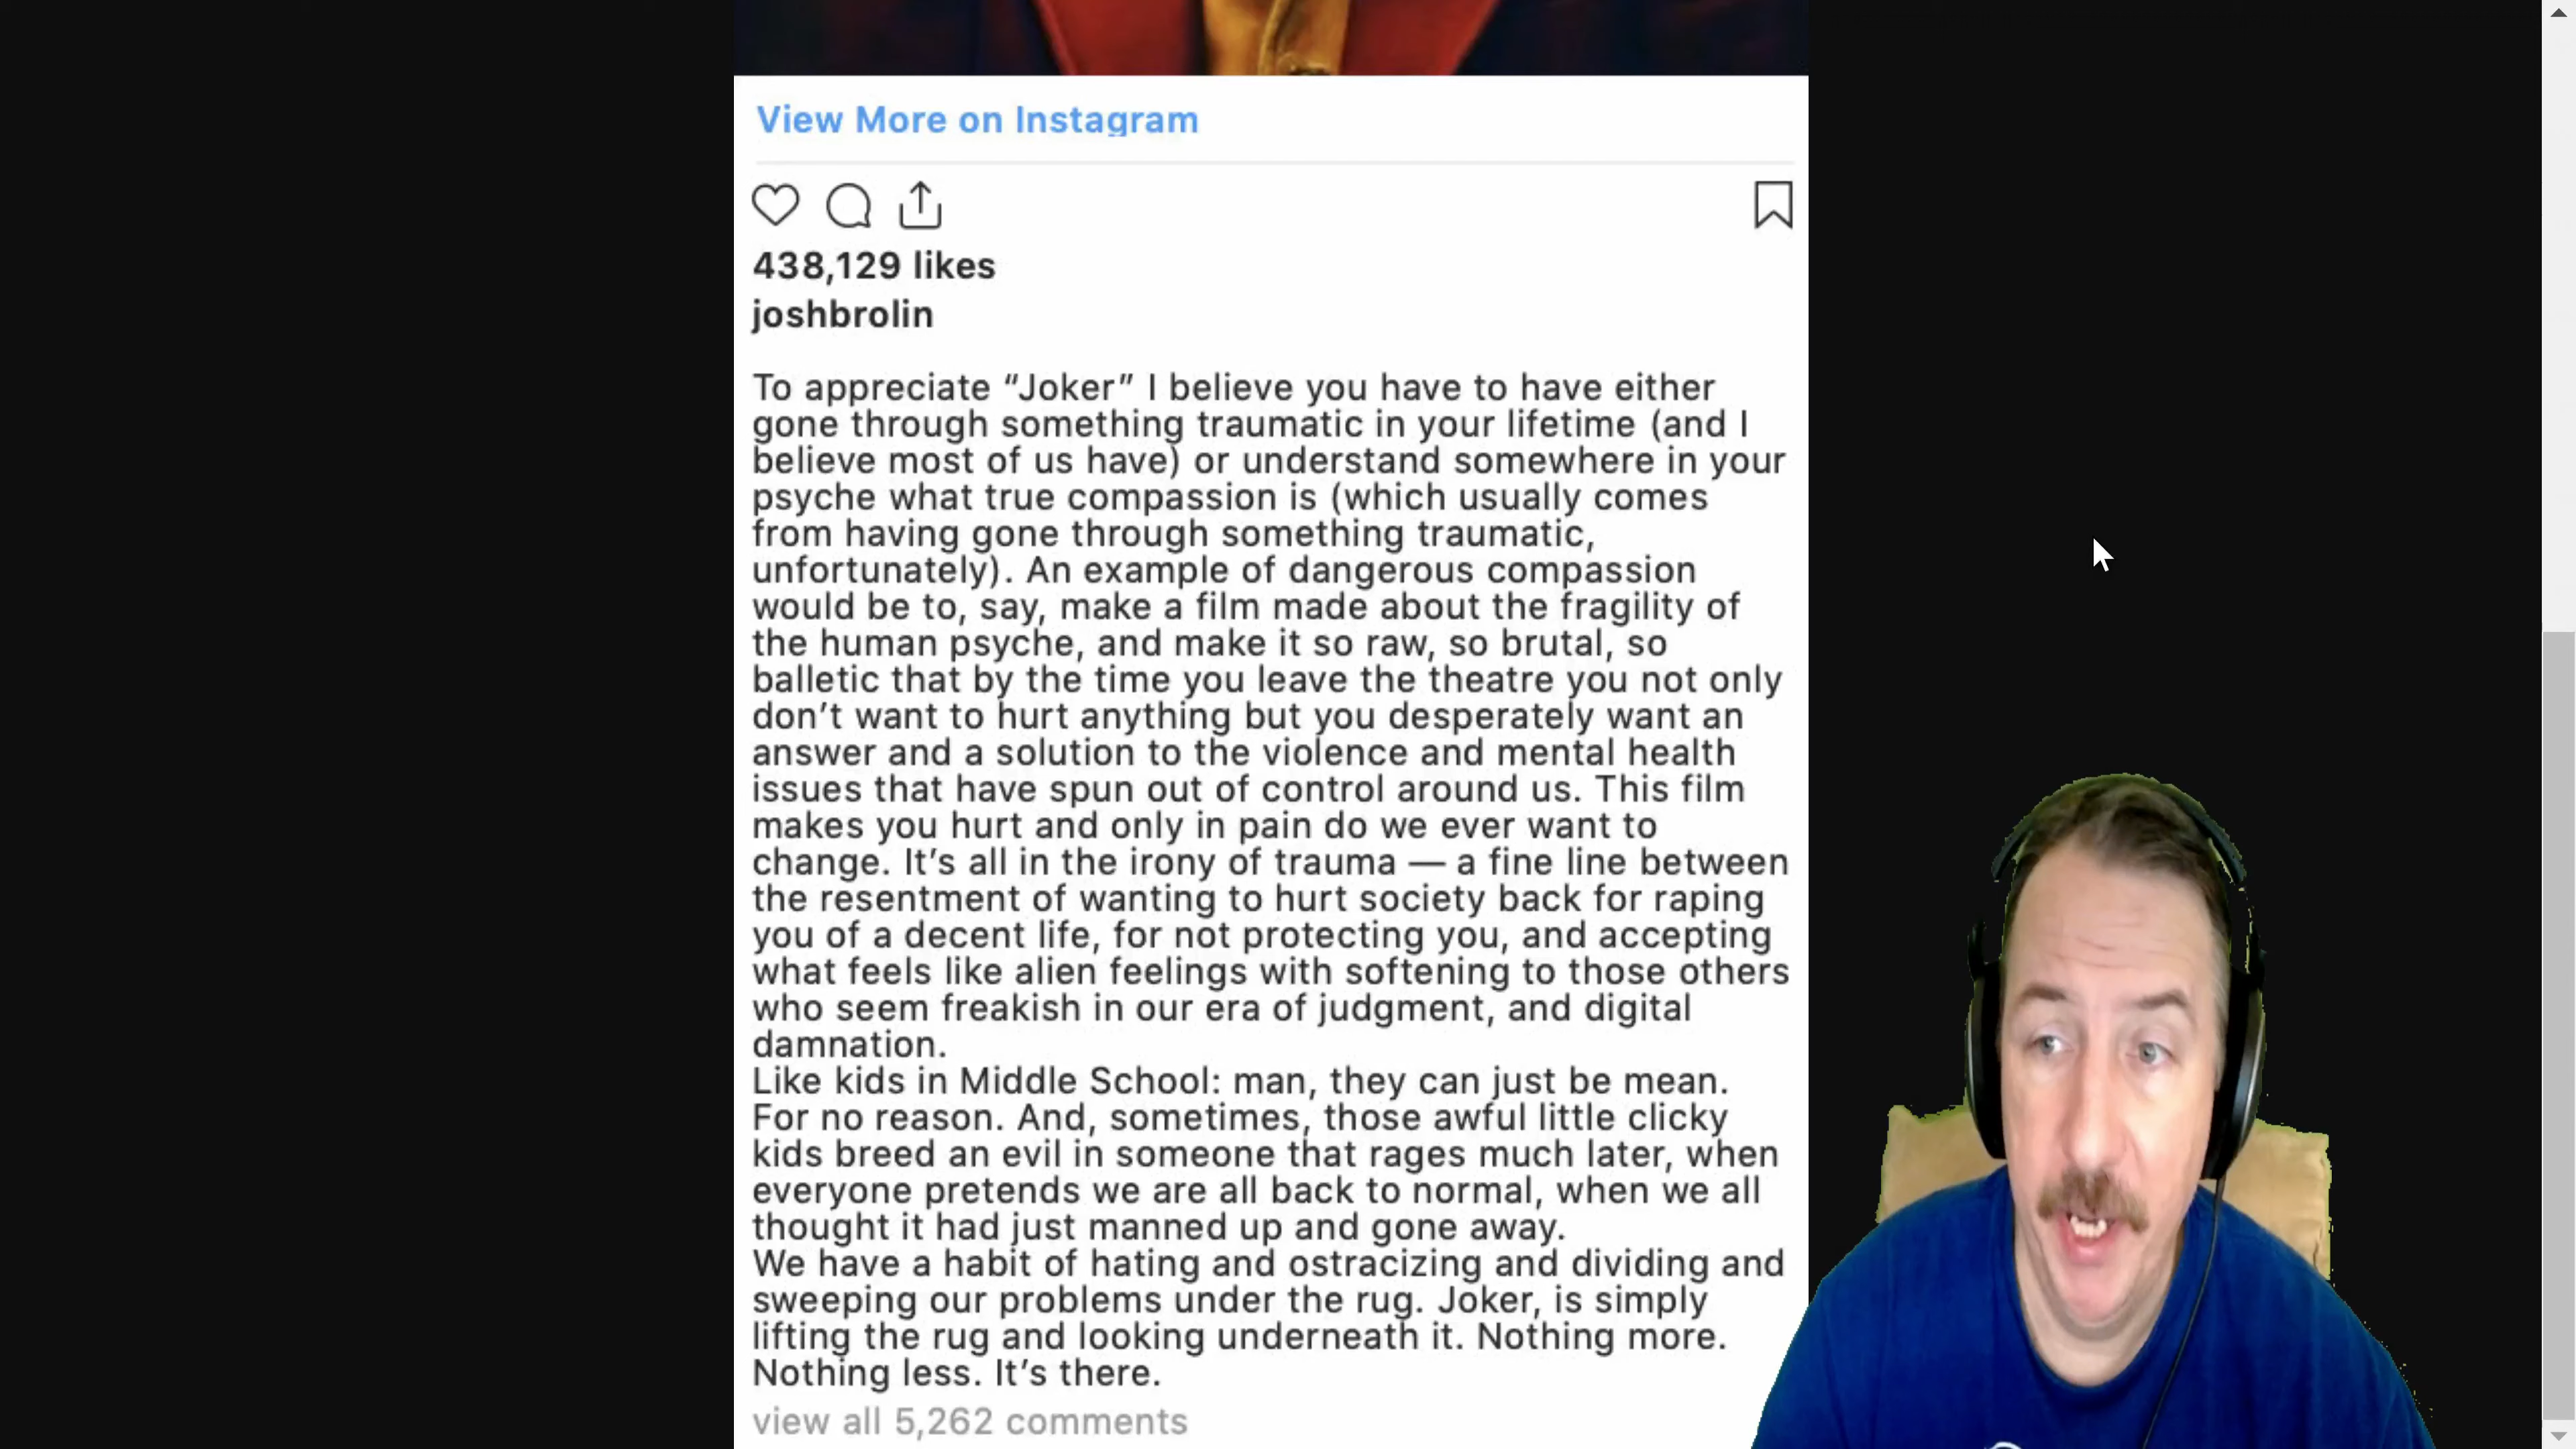 View More on Instagram
438,129 likes
joshbrolin
To appreciate “Joker” I believe you have to have either
gone through something traumatic in your lifetime (and I
believe most of us have) or understand somewhere in your
psyche what true compassion is (which usually comes
from having gone through something traumatic,
unfortunately). An example of dangerous compassion
would be to, say, make a film made about the fragility of
the human psyche, and make it so raw, so brutal, so
balletic that by the time you leave the theatre you not only
don’t want to hurt anything but you desperately want an
answer and a solution to the violence and mental health
issues that have spun out of control around us. This film
makes you hurt and only in pain do we ever want to
change. It’s all in the irony of trauma — a fine line between
the resentment of wanting to hurt society back for raping
you of a decent life, for not protecting you, and accepting
what feels like alien feelings with softening to those others
who seem freakish in our era of judgment, and digital
damnation.
Like kids in Middle School: man, they can just be mean.
For no reason. And, sometimes, those awful little clicky
kids breed an evil in someone that rages much later, when
everyone pretends we are all back to normal, when we all
thought it had just manned up and gone away.
We have a habit of hating and ostracizing and dividing and
sweeping our problems under the rug. Joker, is simply
lifting the rug and looking underneath it. Nothing more.
Nothing less. It’s there.
view all 5,262 comments